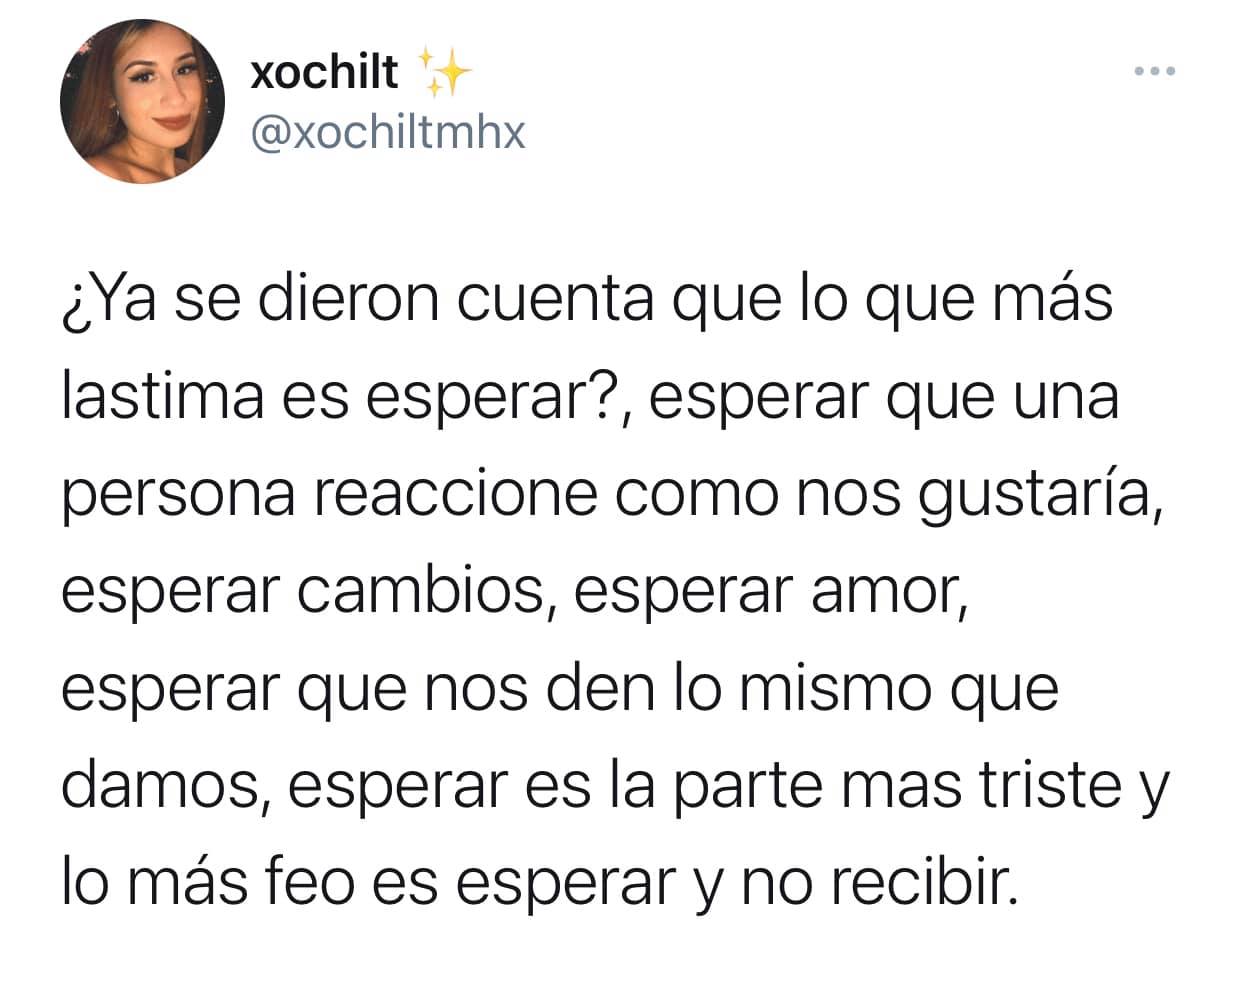 xochilt ✨
@xochiltmhx
¿Ya se dieron cuenta que lo que más
lastima es esperar?, esperar que una
persona reaccione como nos gustaría,
esperar cambios, esperar amor,
esperar que nos den lo mismo que
damos, esperar es la parte mas triste y
lo más feo es esperar y no recibir.